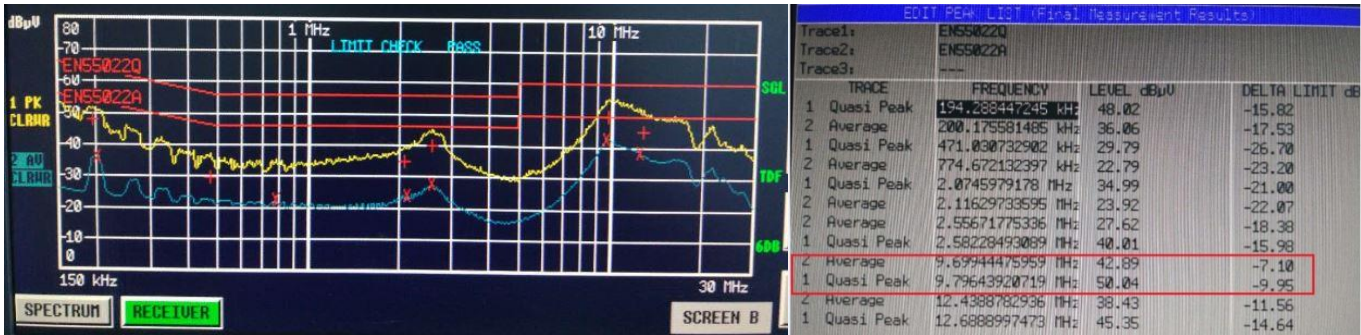 dBµV
80
1 MHz
10 MHz
70
LIMIT CHECK PASS
EN55022Q
60
SGL
EN55022A
50
1 PK
CLRWR
40
2 AV
CLRWR
30
TDF
20
10
6DB
0
150 kHz
30 MHz
SPECTRUM
RECEIVER
SCREEN B
EDIT PEAK LIST (Final Measurement Results)
Trace1: EN55022Q
Trace2: EN55022A
Trace3: ---
TRACE FREQUENCY LEVEL dBµV DELTA LIMIT dB
1 Quasi Peak 194.288447245 kHz 48.02 -15.82
2 Average 200.175581485 kHz 36.06 -17.53
1 Quasi Peak 471.030732902 kHz 29.79 -26.70
2 Average 774.672132397 kHz 22.79 -23.20
1 Quasi Peak 2.0745979178 MHz 34.99 -21.00
2 Average 2.11629733595 MHz 23.92 -22.07
2 Average 2.55671775336 MHz 27.62 -18.38
1 Quasi Peak 2.58228493089 MHz 40.01 -15.98
2 Average 9.69944475959 MHz 42.89 -7.10
1 Quasi Peak 9.79643920719 MHz 50.04 -9.95
2 Average 12.4388782936 MHz 38.43 -11.56
1 Quasi Peak 12.6888997473 MHz 45.35 -14.64